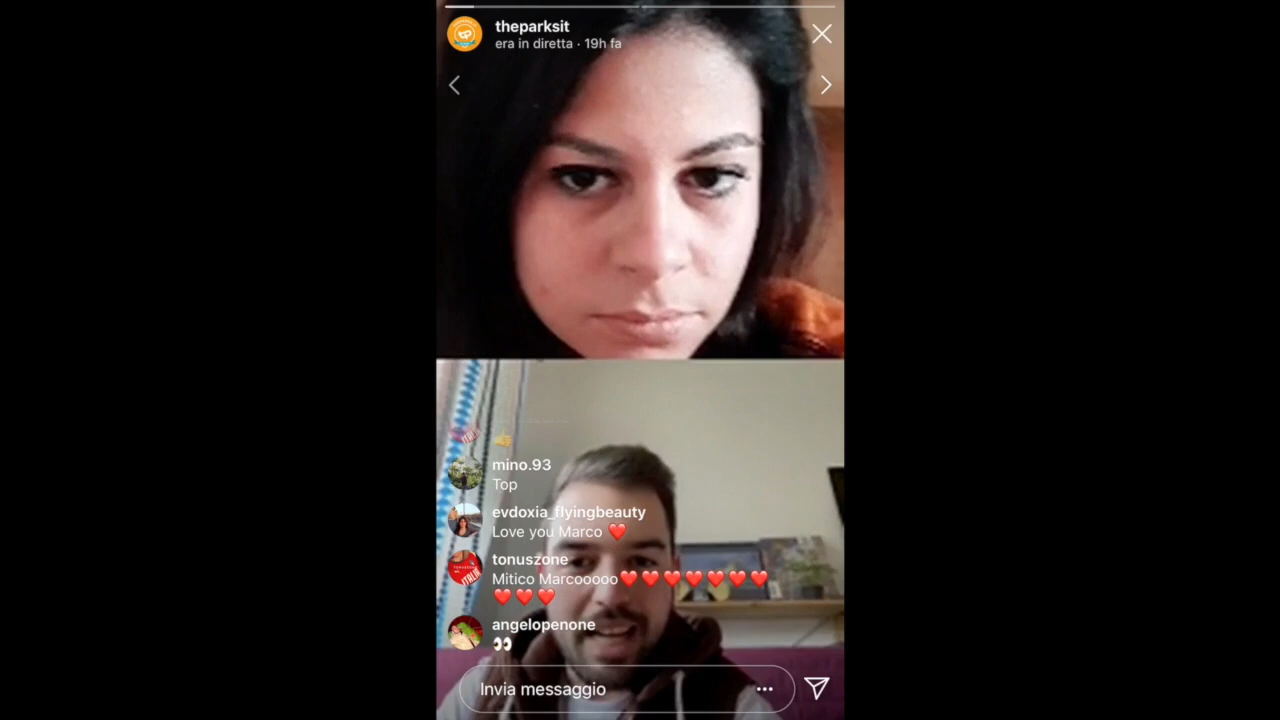 theparksit
era in diretta · 19h fa
mino.93
Top
evdoxia_flyingbeauty
Love you Marco ❤️
tonuszone
Mitico Marcooooo❤️❤️❤️❤️❤️❤️❤️
❤️❤️❤️
angelopenone
👀
Invia messaggio